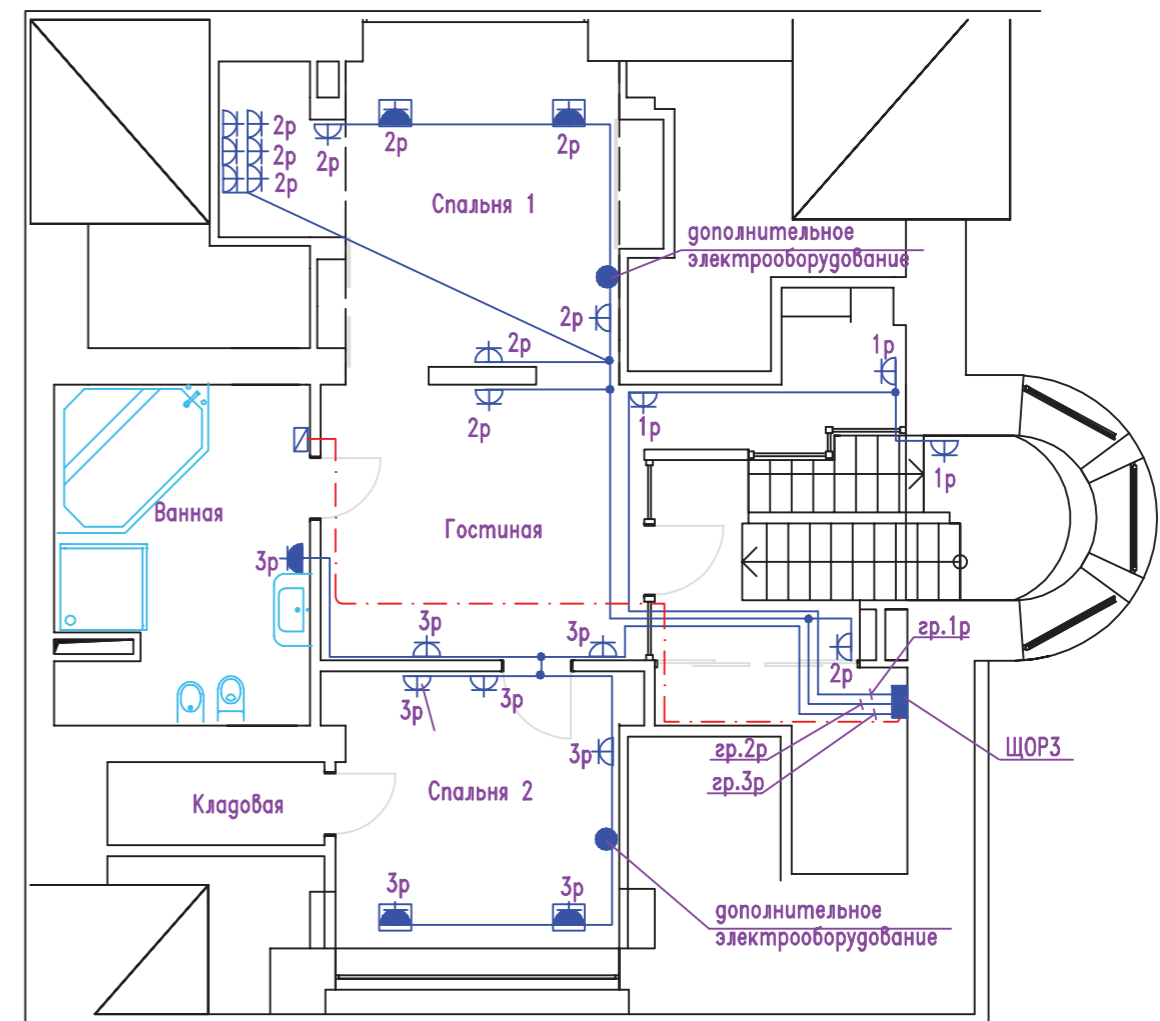 2р
2р
2р
2р
2р
2р
Спальня 1
дополнительное
электрооборудование
2р
2р
1р
2р
1р
1р
Ванная
Гостиная
3р
3р
3р
гр.1р
2р
3р
3р
3р
гр.2р
ЩОР3
гр.3р
Кладовая
Спальня 2
3р
3р
дополнительное
электрооборудование